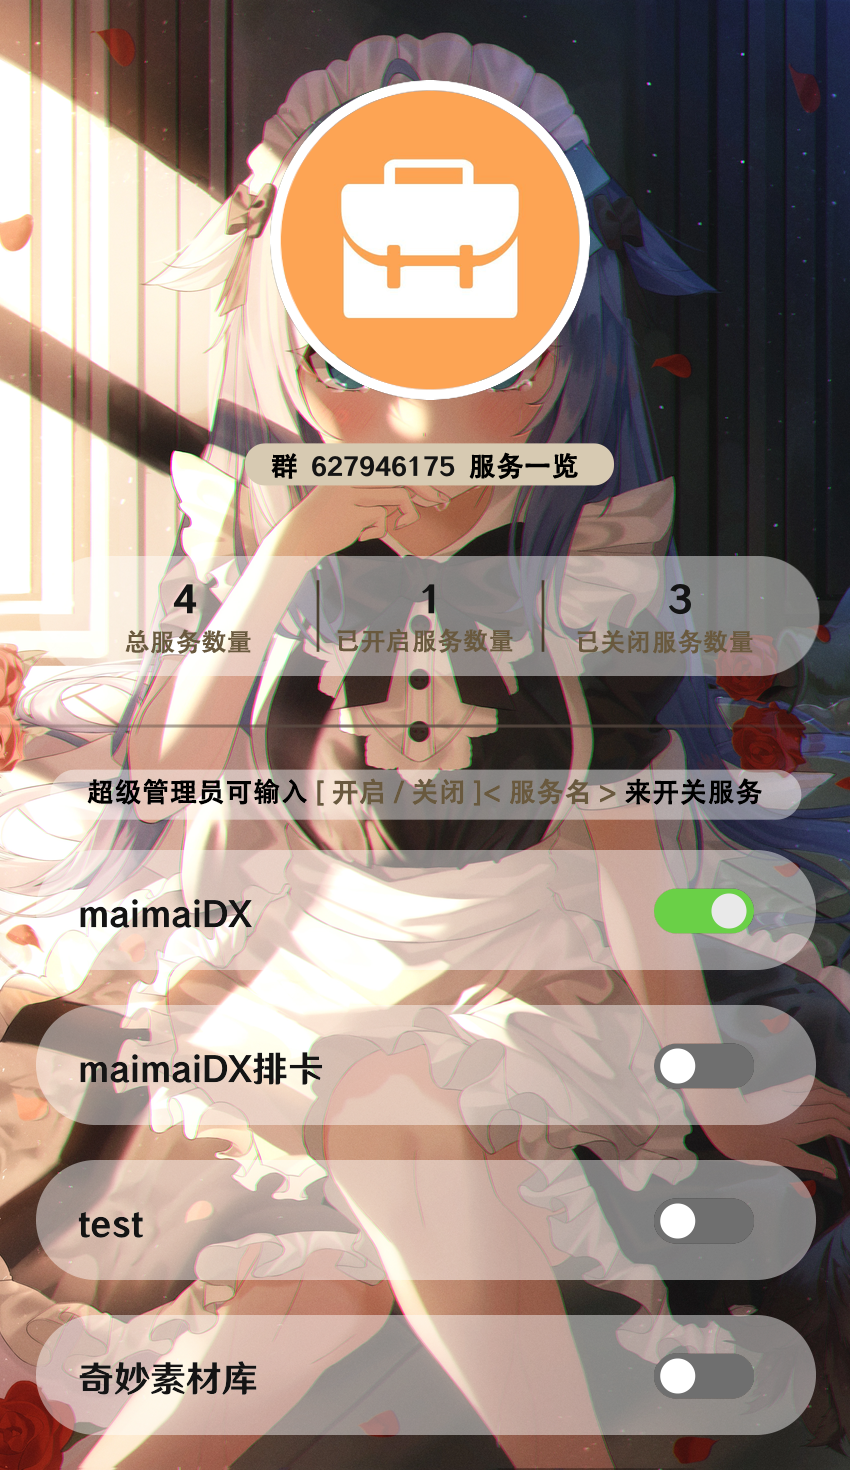 群 627946175 服务一览
4 1 3
总服务数量 已开启服务数量 已关闭服务数量
超级管理员可输入 [ 开启 / 关闭 ]< 服务名 > 来开关服务
maimaiDX
maimaiDX排卡
test
奇妙素材库